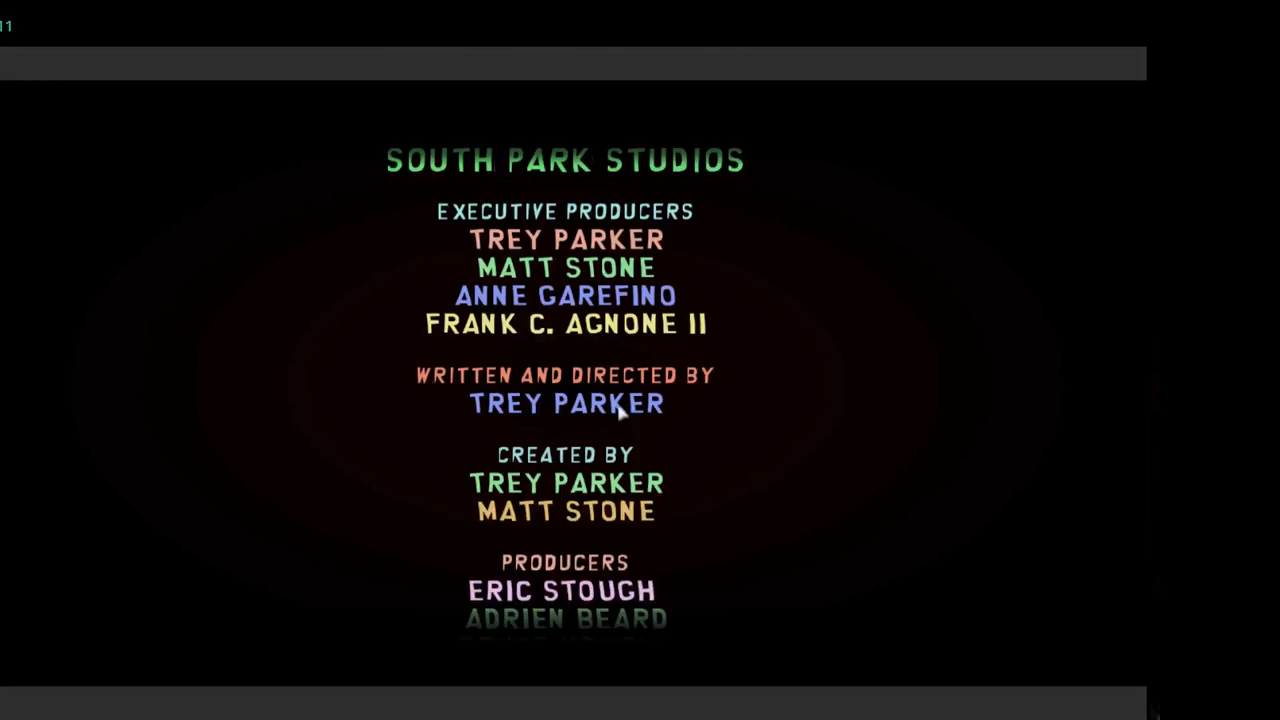 11
SOUTH PARK STUDIOS
EXECUTIVE PRODUCERS
TREY PARKER
MATT STONE
ANNE GAREFINO
FRANK C. AGNONE II
WRITTEN AND DIRECTED BY
TREY PARKER
CREATED BY
TREY PARKER
MATT STONE
PRODUCERS
ERIC STOUGH
ADRIEN BEARD